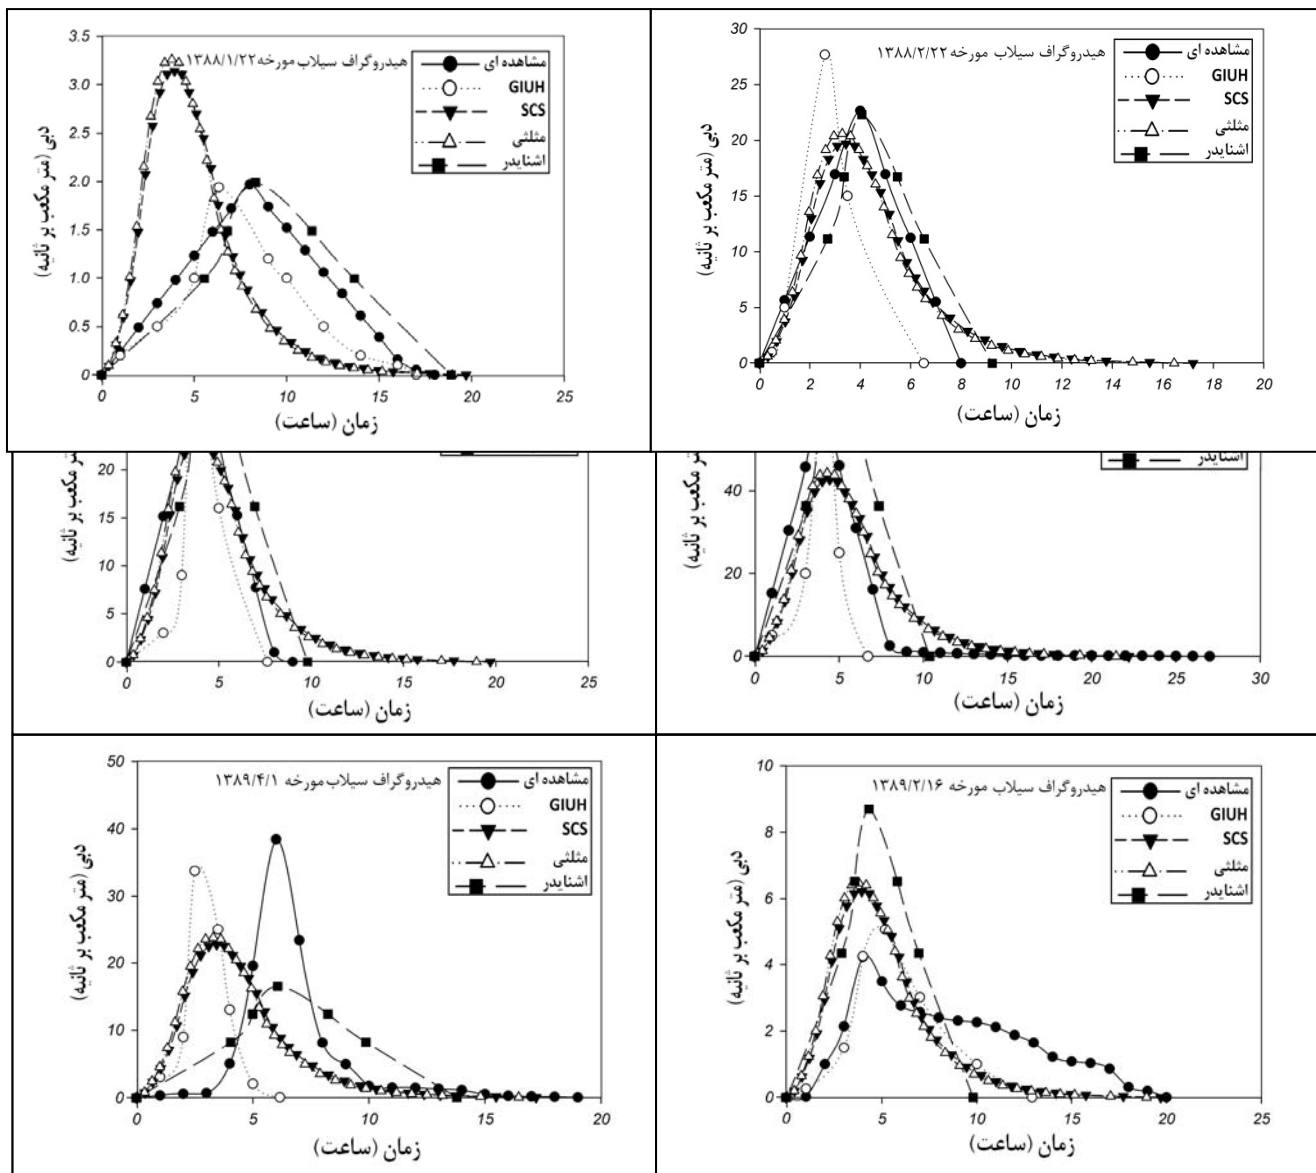 هیدروگراف سیلاب مورخه ۱۳۸۸/۱/۲۲
مشاهده ای
GIUH
SCS
مثلثی
اشنایدر
دبی (متر مکعب بر ثانیه)
3.5
3.0
2.5
2.0
1.5
1.0
0.5
0
0 5 10 15 20 25
زمان (ساعت)
هیدروگراف سیلاب مورخه ۱۳۸۸/۲/۲۲
مشاهده ای
GIUH
SCS
مثلثی
اشنایدر
دبی (متر مکعب بر ثانیه)
30
25
20
15
10
5
0
0 2 4 6 8 10 12 14 16 18 20
زمان (ساعت)
متر مکعب بر ثانیه)
20
15
10
5
0
0 5 10 15 20 25
زمان (ساعت)
اشنایدر
متر مکعب بر ثانیه)
40
20
0
0 5 10 15 20 25 30
زمان (ساعت)
هیدروگراف سیلاب مورخه ۱۳۸۹/۴/۱
مشاهده ای
GIUH
SCS
مثلثی
اشنایدر
دبی (متر مکعب بر ثانیه)
50
40
30
20
10
0
0 5 10 15 20
زمان (ساعت)
هیدروگراف سیلاب مورخه ۱۳۸۹/۲/۱۶
مشاهده ای
GIUH
SCS
مثلثی
اشنایدر
دبی (متر مکعب بر ثانیه)
10
8
6
4
2
0
0 5 10 15 20 25
زمان (ساعت)